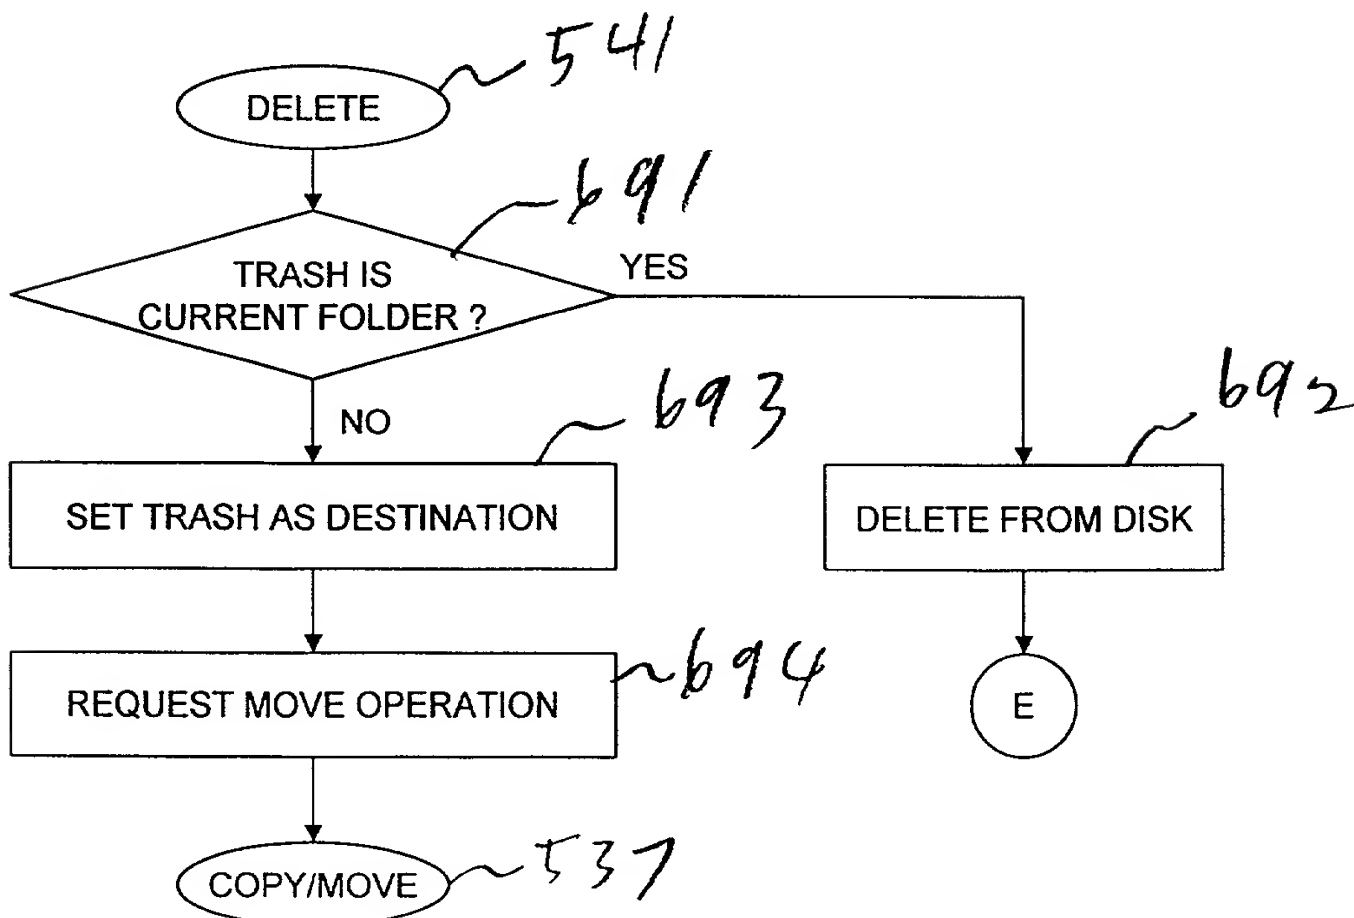 541
DELETE
691
TRASH IS
CURRENT FOLDER ?
YES
NO
693
692
SET TRASH AS DESTINATION
DELETE FROM DISK
REQUEST MOVE OPERATION
694
E
COPY/MOVE
537